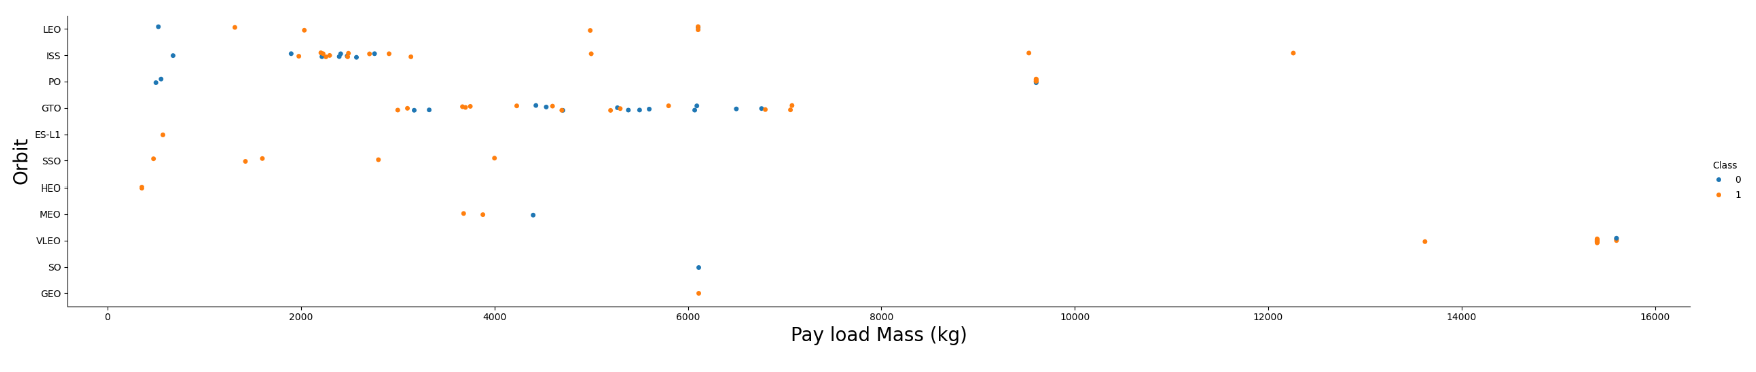 LEO
ISS
PO
GTO
ES-L1
SSO
HEO
MEO
VLEO
SO
GEO
Orbit
0 2000 4000 6000 8000 10000 12000 14000 16000
Pay load Mass (kg)
Class
0
1